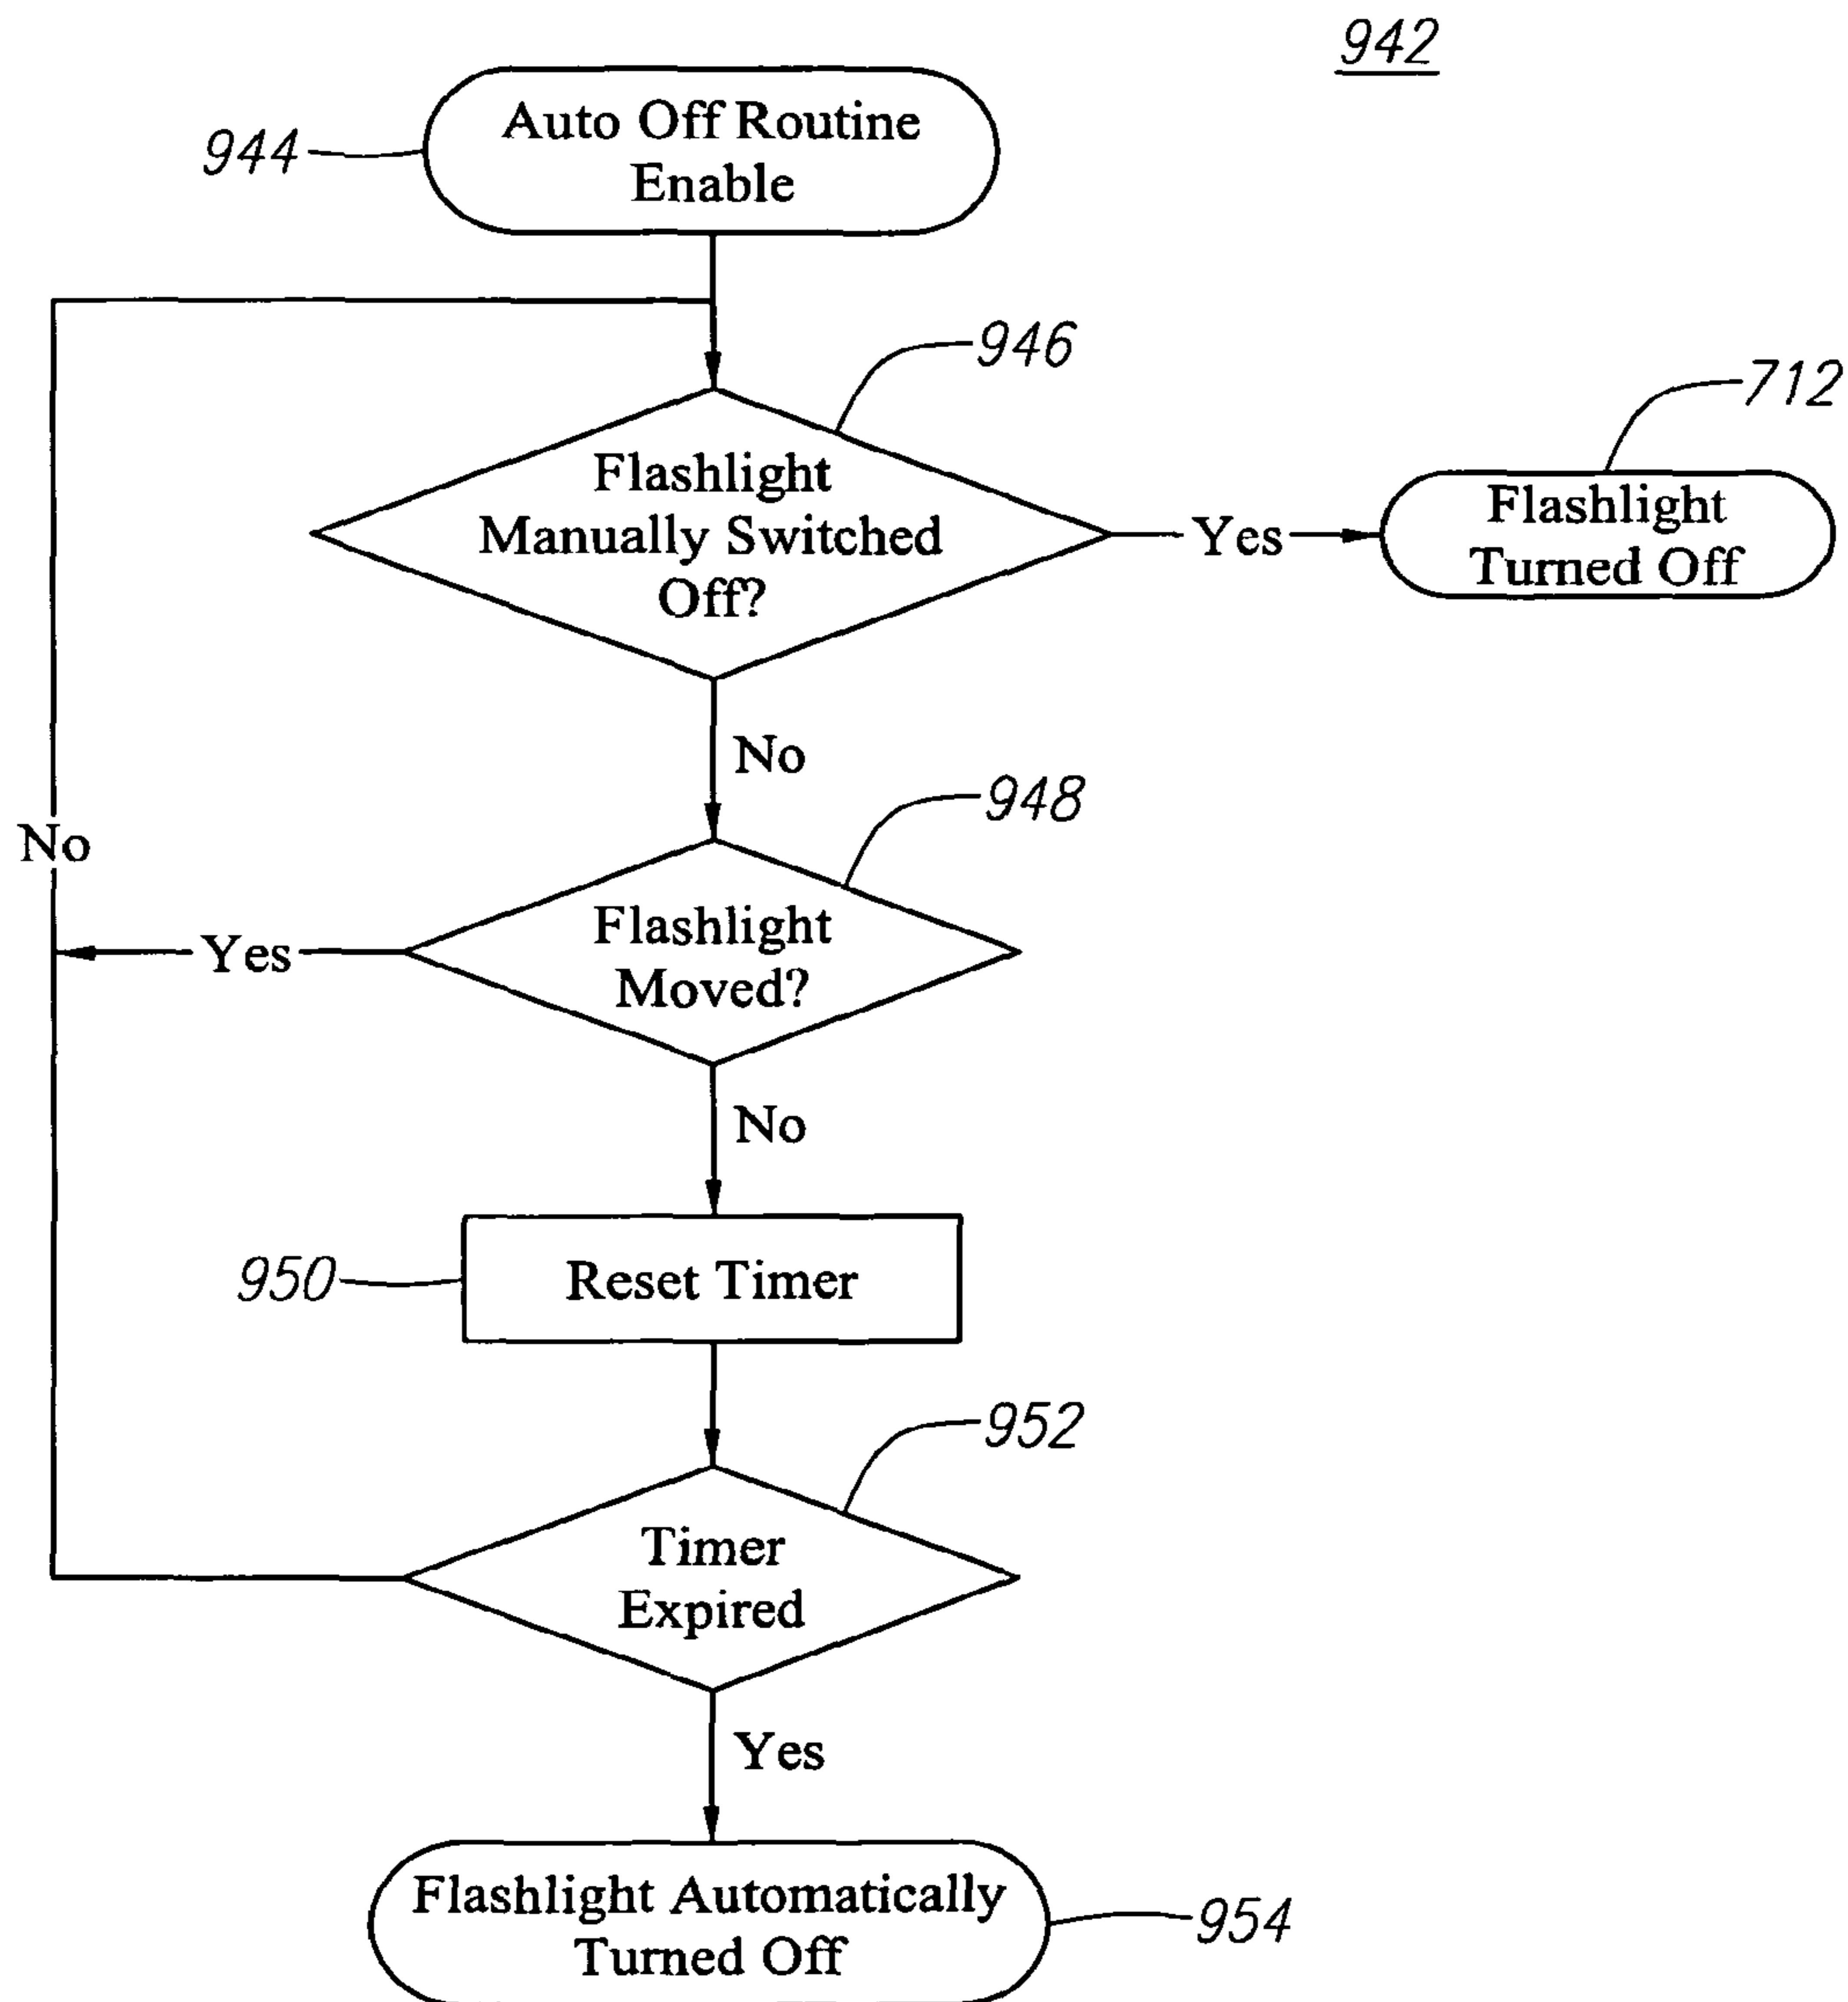 942
Auto Off Routine
Enable
944
946
Flashlight
Manually Switched
Off?
Yes
712
Flashlight
Turned Off
No
948
No
Flashlight
Moved?
Yes
No
950
Reset Timer
952
Timer
Expired
Yes
Flashlight Automatically
Turned Off
954